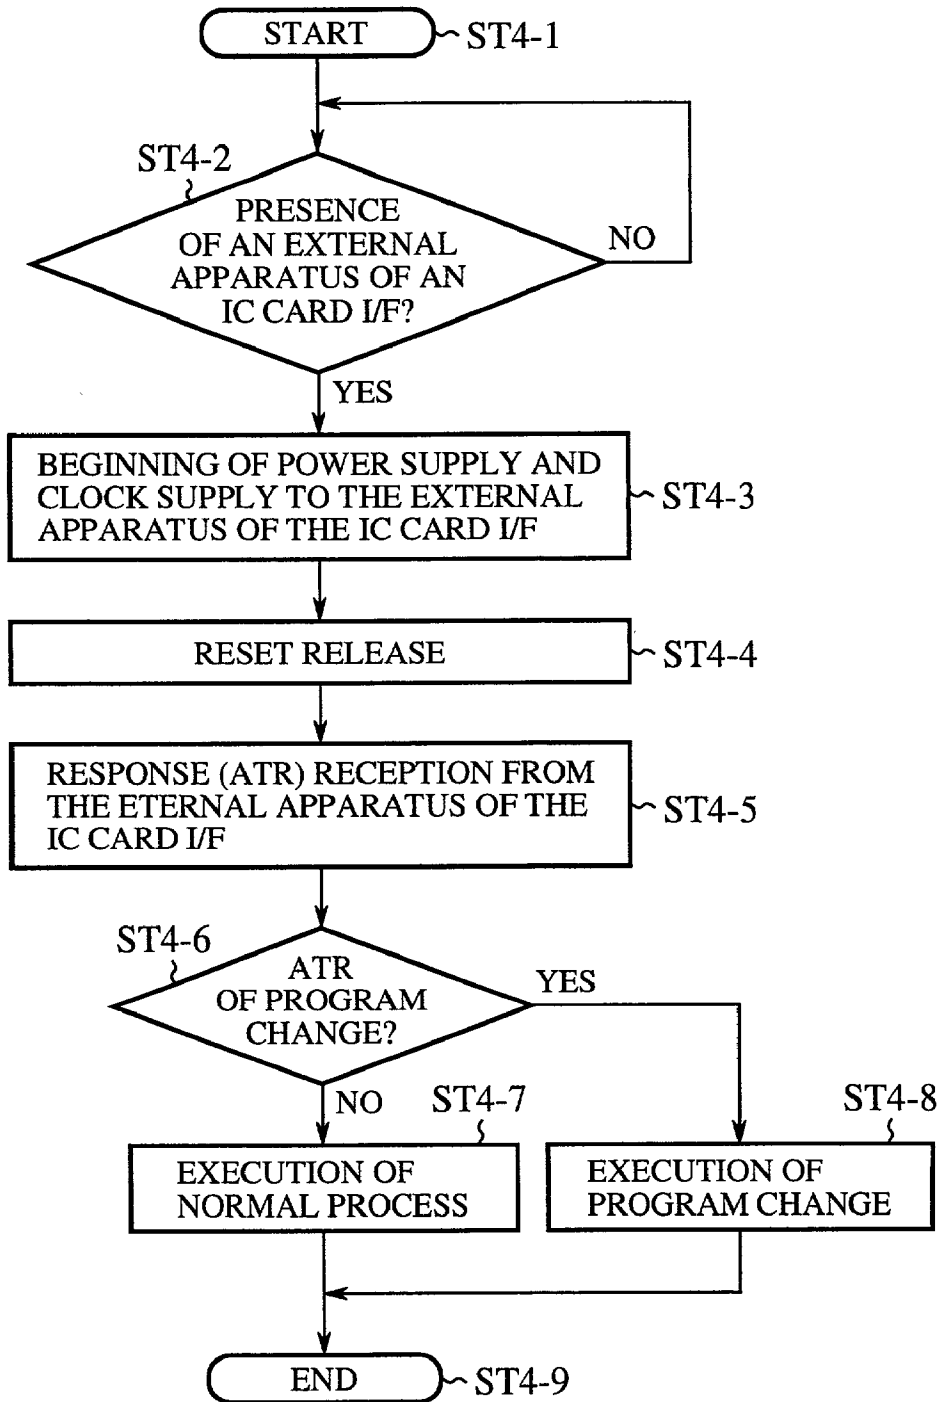 START
ST4-1
ST4-2
PRESENCE
OF AN EXTERNAL
APPARATUS OF AN
IC CARD I/F?
NO
YES
BEGINNING OF POWER SUPPLY AND
CLOCK SUPPLY TO THE EXTERNAL
APPARATUS OF THE IC CARD I/F
ST4-3
RESET RELEASE
ST4-4
RESPONSE (ATR) RECEPTION FROM
THE ETERNAL APPARATUS OF THE
IC CARD I/F
ST4-5
ST4-6
ATR
OF PROGRAM
CHANGE?
YES
NO
ST4-7
ST4-8
EXECUTION OF
NORMAL PROCESS
EXECUTION OF
PROGRAM CHANGE
END
ST4-9